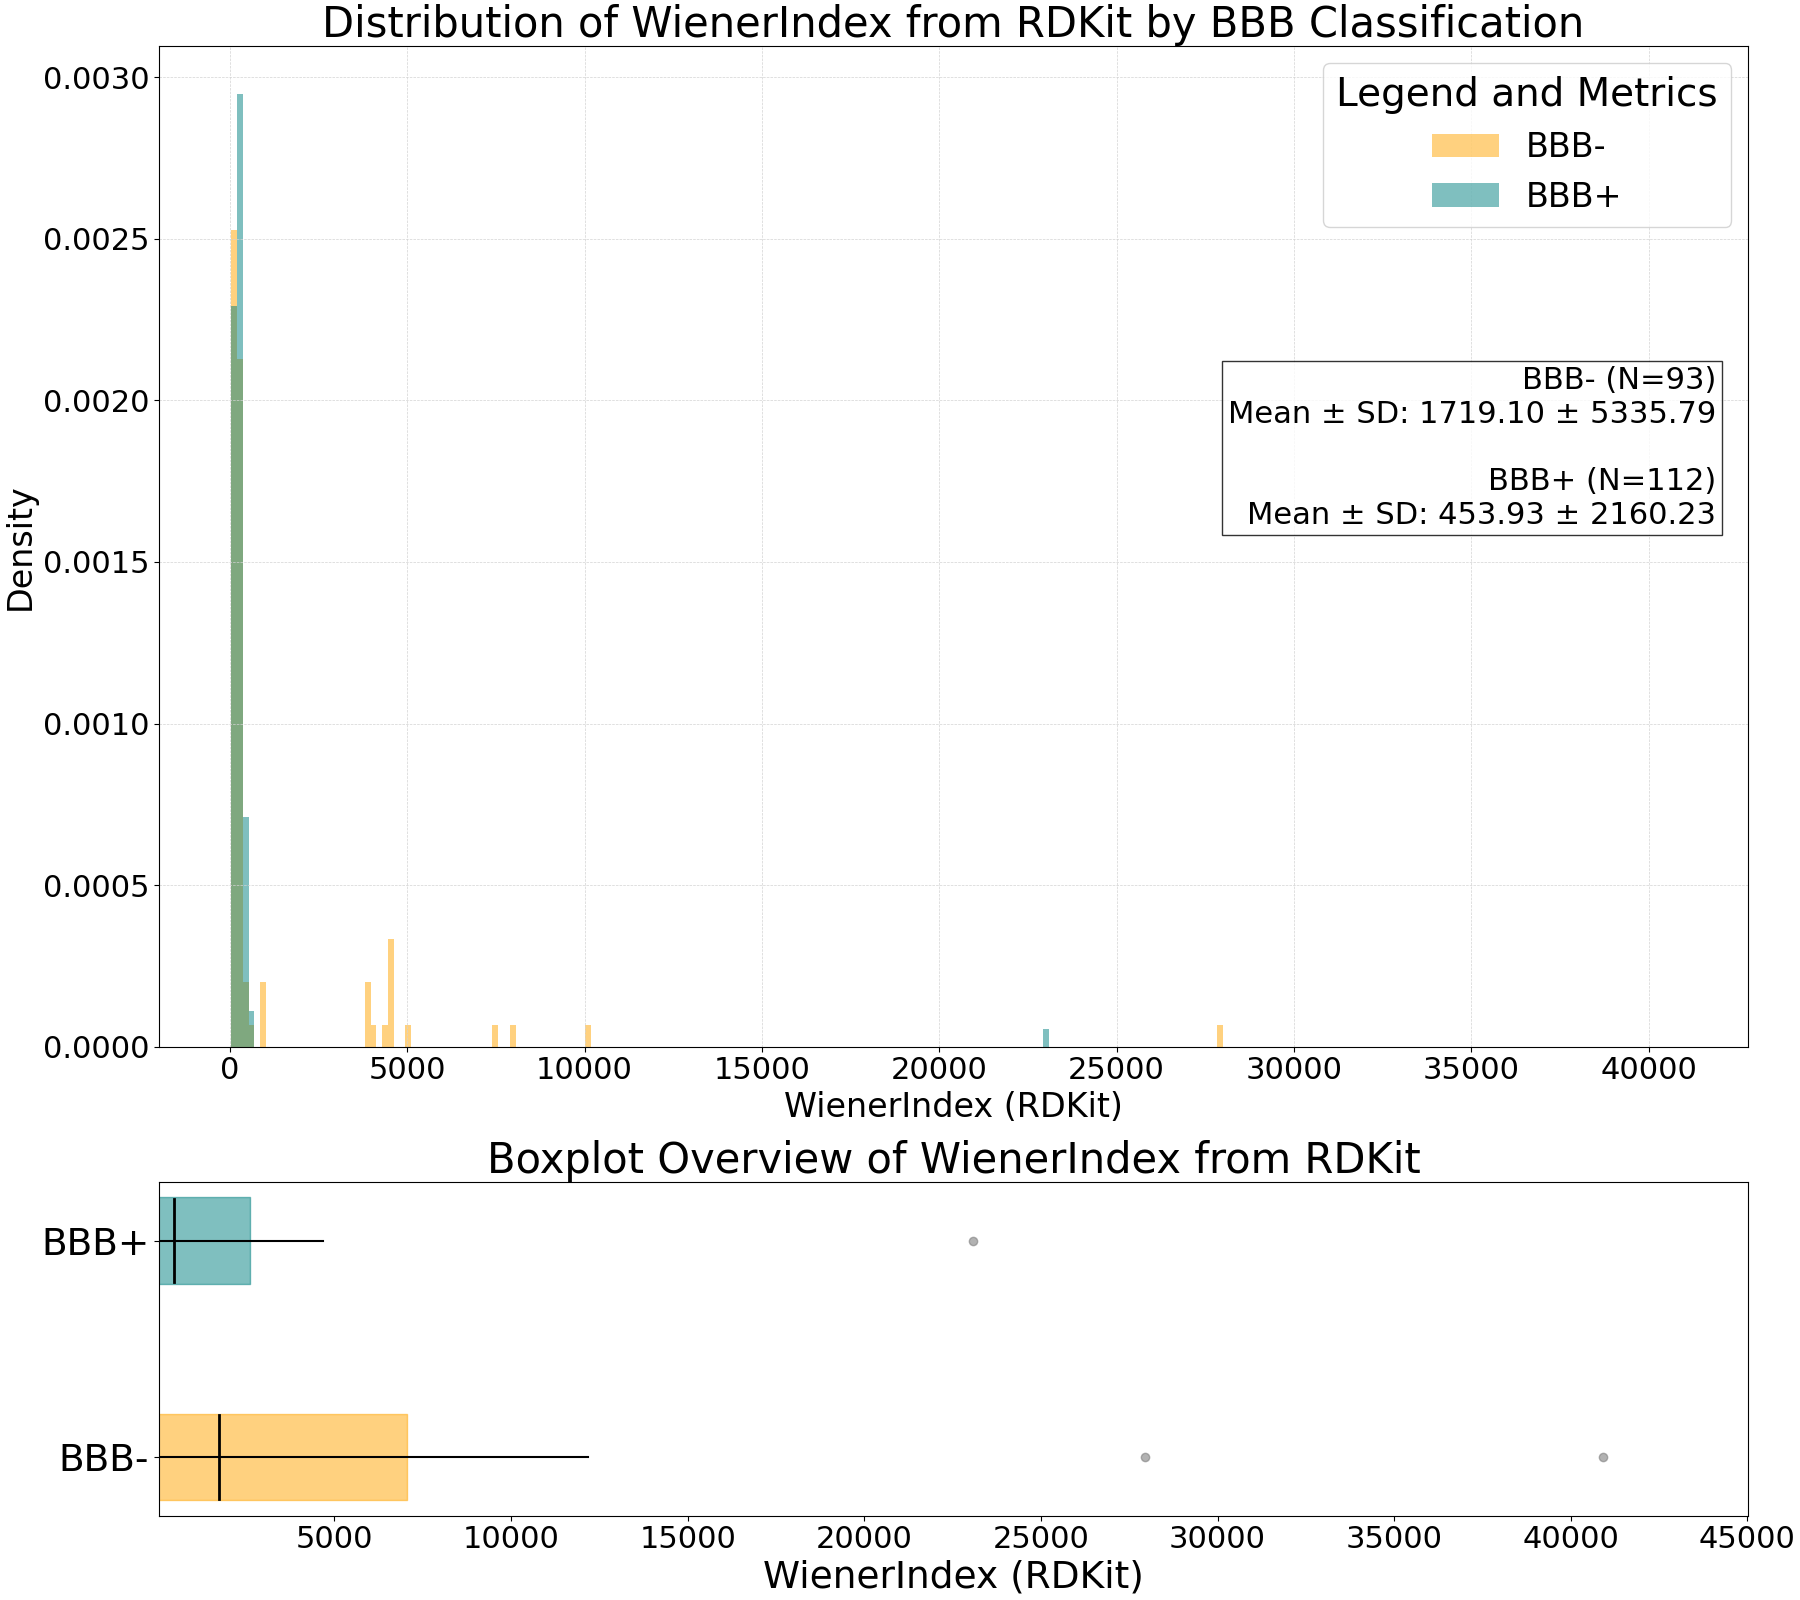 Distribution of WienerIndex from RDKit by BBB Classification
Legend and Metrics
BBB-
BBB+
BBB- (N=93)
Mean ± SD: 1719.10 ± 5335.79
BBB+ (N=112)
Mean ± SD: 453.93 ± 2160.23
Density
0.0030
0.0025
0.0020
0.0015
0.0010
0.0005
0.0000
0 5000 10000 15000 20000 25000 30000 35000 40000
WienerIndex (RDKit)
Boxplot Overview of WienerIndex from RDKit
BBB+
BBB-
5000 10000 15000 20000 25000 30000 35000 40000 45000
WienerIndex (RDKit)